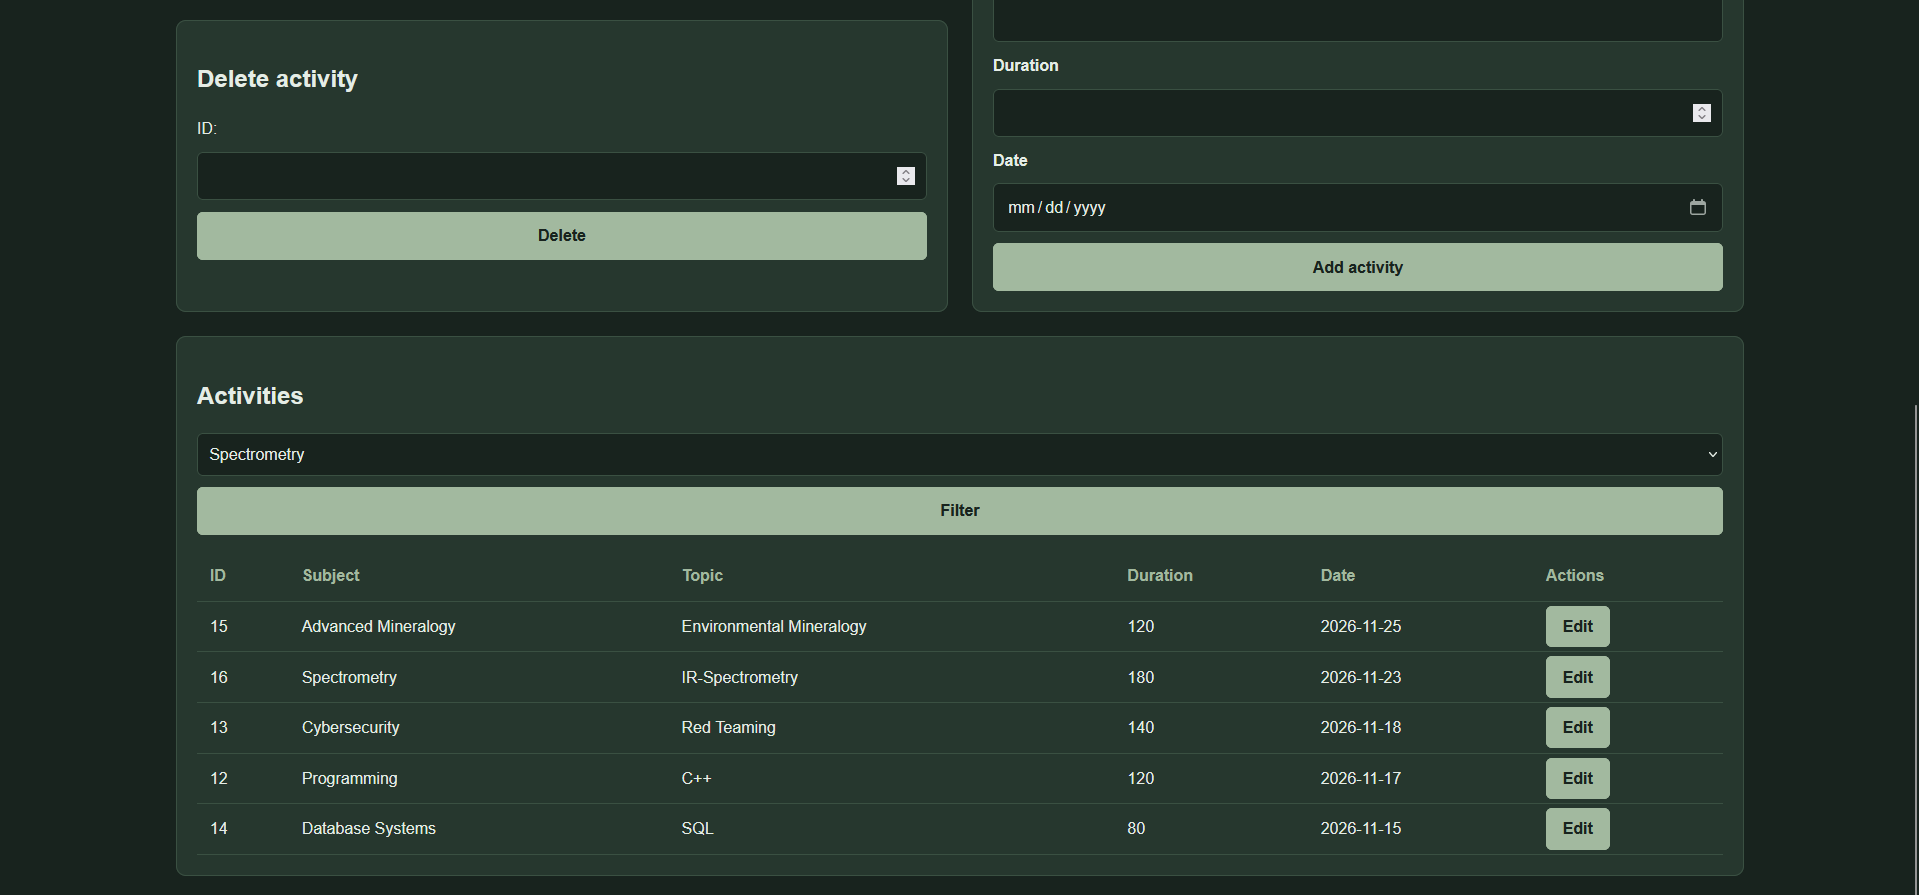 Delete activity
ID:
Delete
Duration
Date
mm/dd/yyyy
Add activity
Activities
Spectrometry
Filter
ID Subject Topic Duration Date Actions
15 Advanced Mineralogy Environmental Mineralogy 120 2026-11-25 Edit
16 Spectrometry IR-Spectrometry 180 2026-11-23 Edit
13 Cybersecurity Red Teaming 140 2026-11-18 Edit
12 Programming C++ 120 2026-11-17 Edit
14 Database Systems SQL 80 2026-11-15 Edit